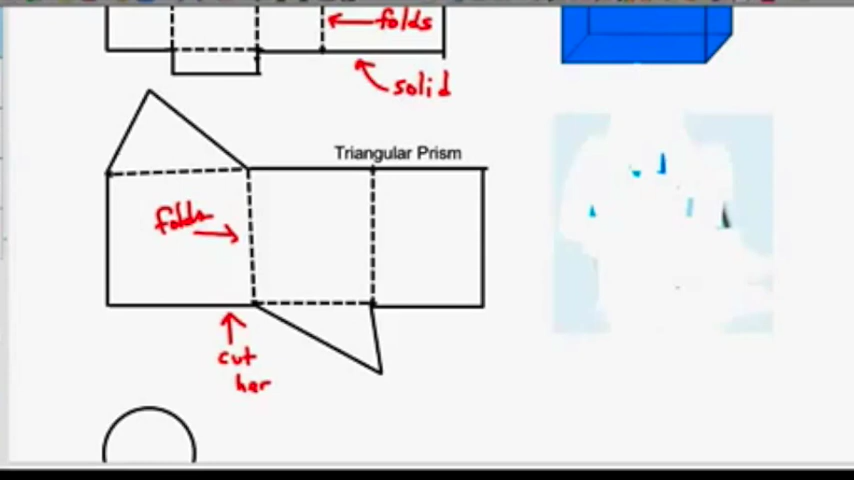 folds
solid
Triangular Prism
folds
cut
her